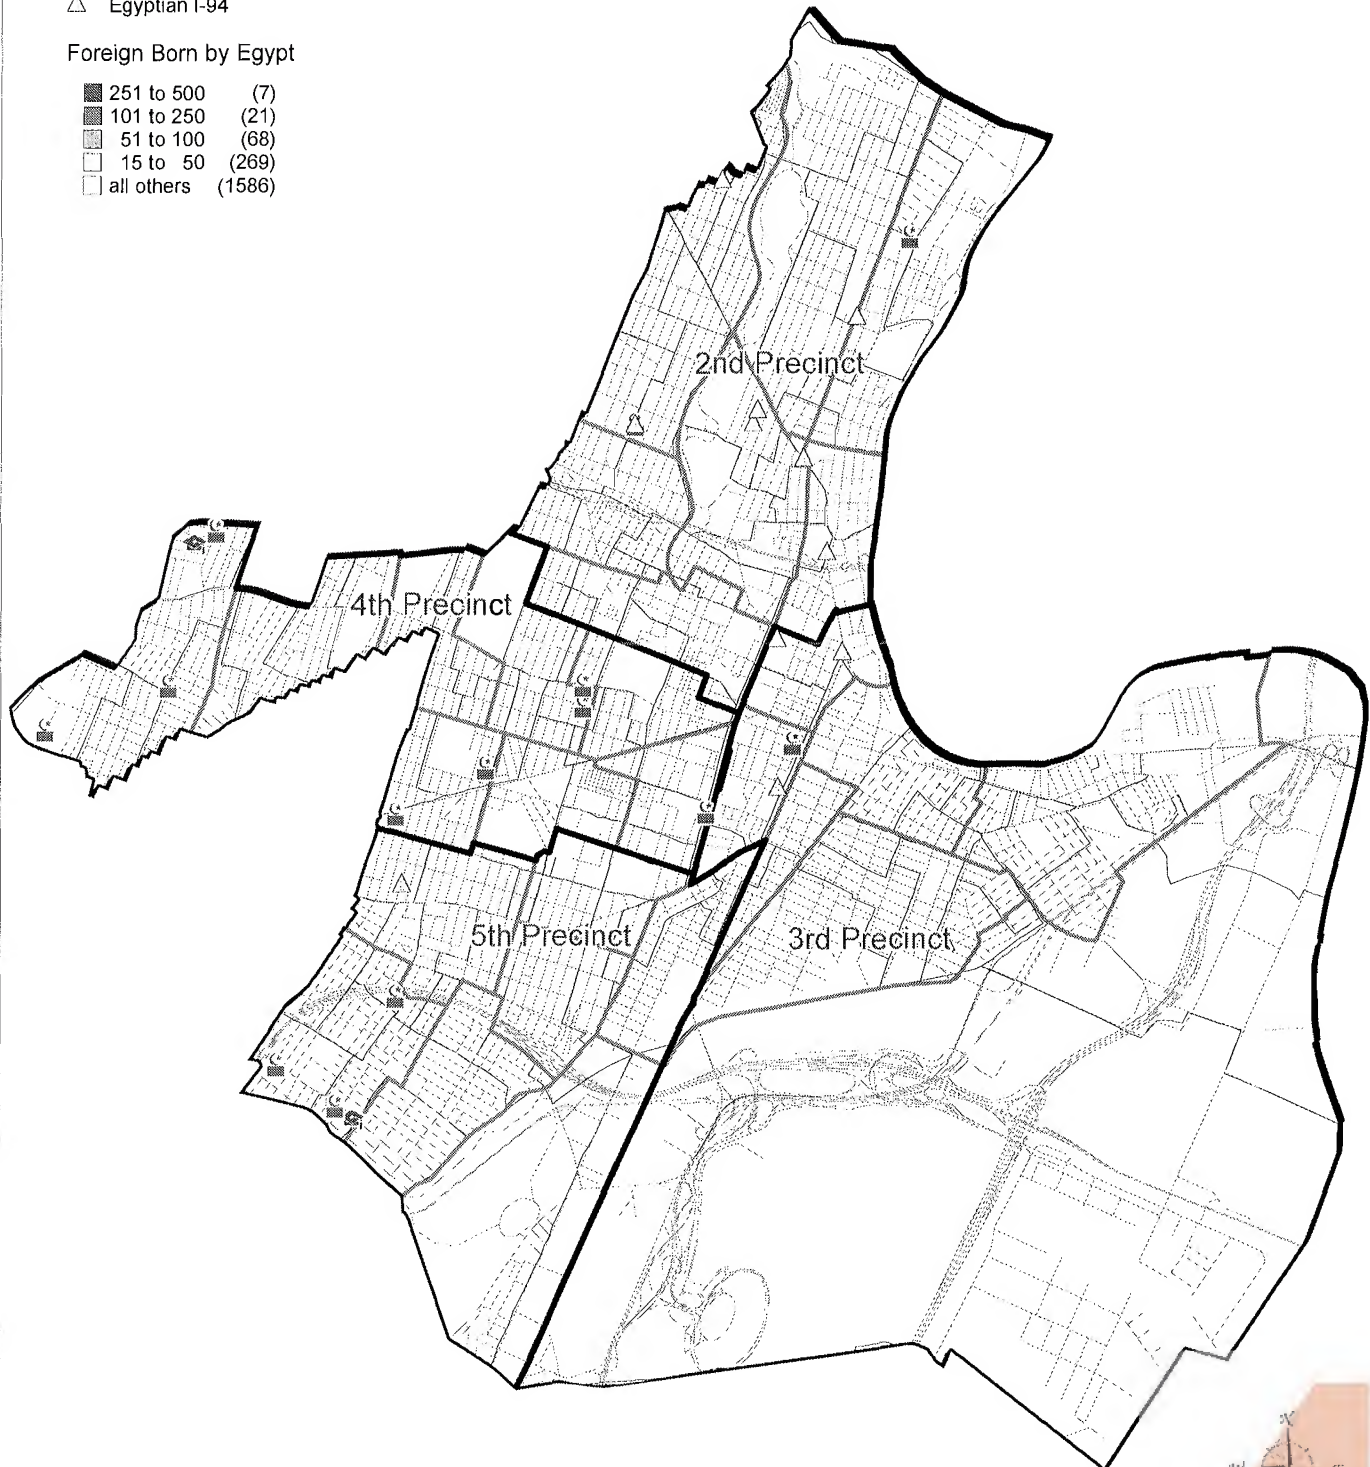 Egyptian I-94
Foreign Born by Egypt
251 to 500 (7)
101 to 250 (21)
51 to 100 (68)
15 to 50 (269)
all others (1586)
2nd Precinct
4th Precinct
5th Precinct
3rd Precinct
N